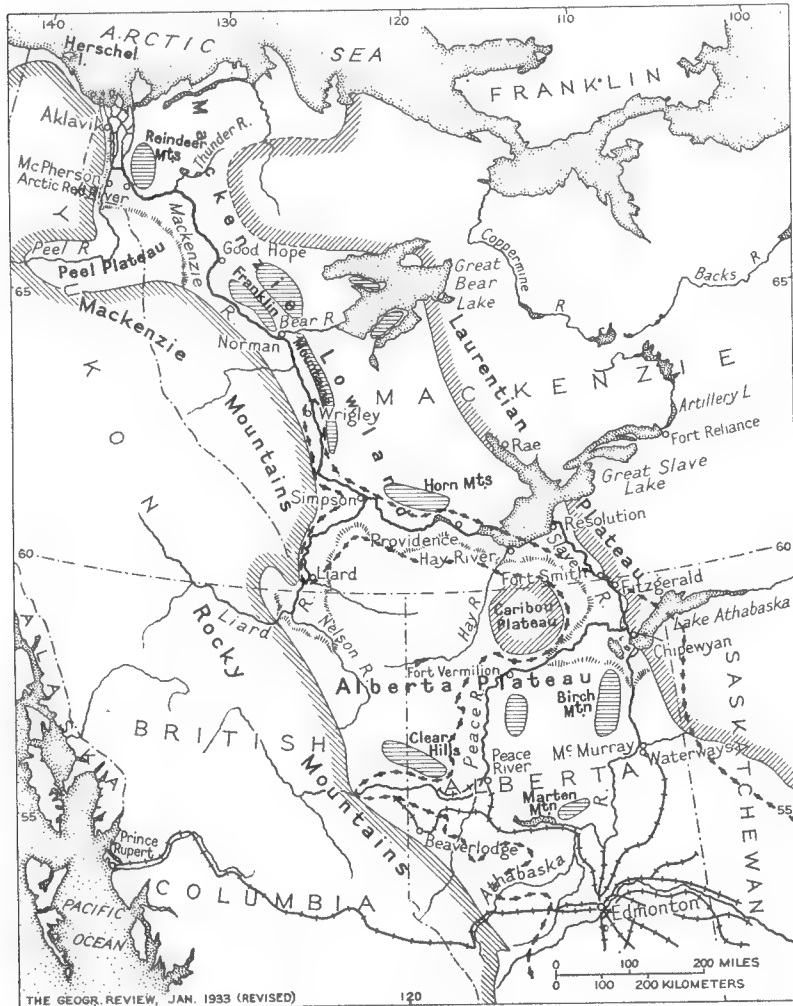 140
130
110
100
ARCTIC SEA
Herschel
I.
FRANKLIN
Aklavik
Reindeer
Mts
Thunder R.
Mackenzie Lowland
McPherson
Arctic Red River
Mackenzie R.
Good Hope
Peel R
Peel Plateau
65
65
YUKON
Franklin Mountains
Bear R
Norman
Great
Bear
Lake
Coppermine R
Backs R
Mackenzie Mountains
Laurentian Plateau
MACKENZIE
Artillery L
Wrigley
Rae
Fort Reliance
Great Slave
Lake
Horn Mts
Simpson
Providence
Resolution
Hay River
Slave R.
60
60
Liard
Liard R.
Fort Smith
Fitzgerald
Caribou
Plateau
Lake Athabaska
Chipewyan
Rocky Mountains
Nelson R
Hay R
Fort Vermilion
Alberta Plateau
Birch
Mtn
SASKATCHEWAN
ALASKA
BRITISH COLUMBIA
Clear
Hills
Peace R
Peace
River
McMurray
Waterways
ALBERTA
Marten
Mtn
55
55
Prince
Rupert
Beaverlodge
Athabaska R
Edmonton
PACIFIC
OCEAN
0 100 200 MILES
0 100 200 KILOMETERS
THE GEOGR. REVIEW, JAN. 1933 (REVISED)
120